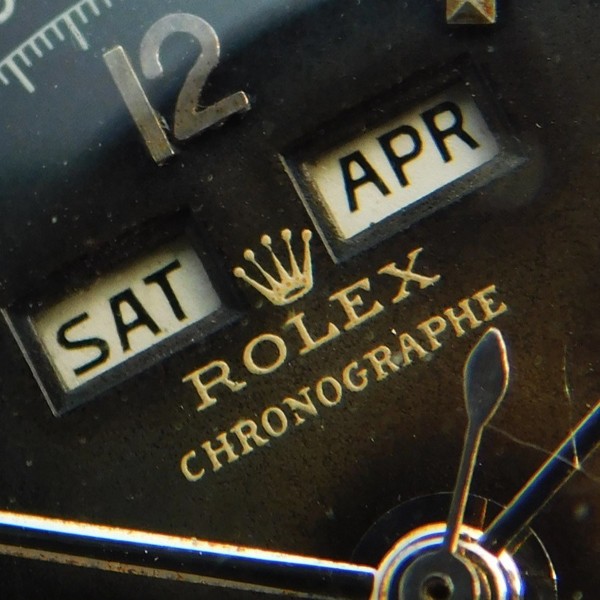 12
SAT APR
ROLEX
CHRONOGRAPHE